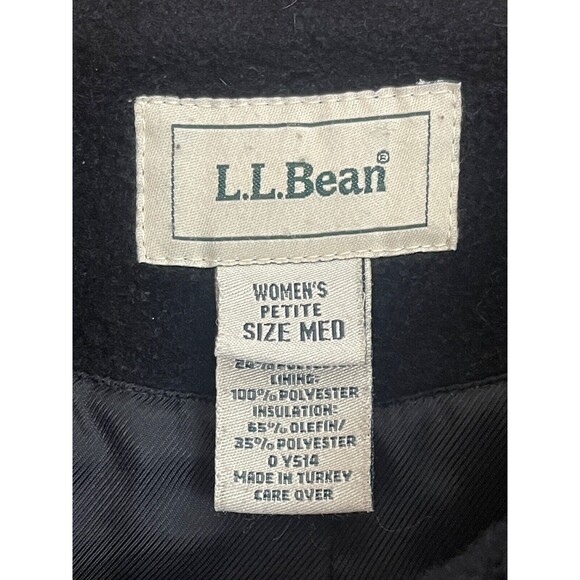 L.L.Bean®
WOMEN'S
PETITE
SIZE MED
LINING:
100% POLYESTER
INSULATION:
65% OLEFIN/
35% POLYESTER
0 YS14
MADE IN TURKEY
CARE OVER